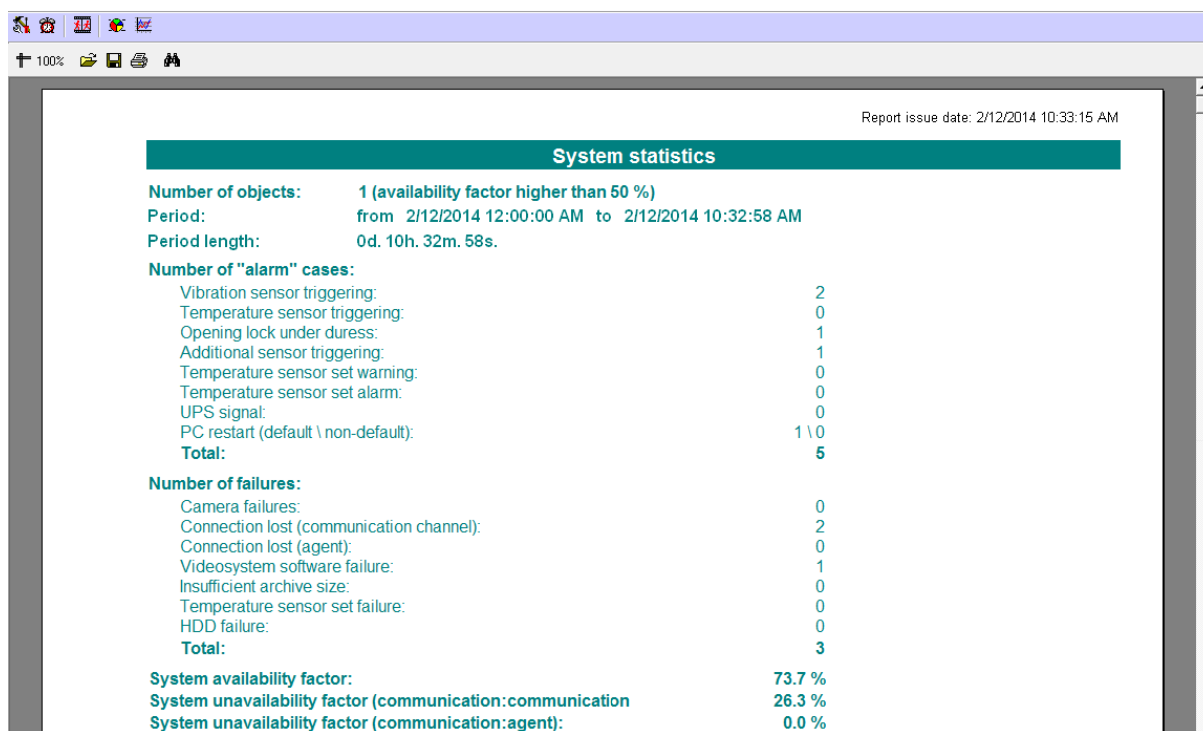 100%
Report issue date: 2/12/2014 10:33:15 AM
System statistics
Number of objects: 1 (availability factor higher than 50 %)
Period: from 2/12/2014 12:00:00 AM to 2/12/2014 10:32:58 AM
Period length: 0d. 10h. 32m. 58s.
Number of "alarm" cases:
Vibration sensor triggering: 2
Temperature sensor triggering: 0
Opening lock under duress: 1
Additional sensor triggering: 1
Temperature sensor set warning: 0
Temperature sensor set alarm: 0
UPS signal: 0
PC restart (default \ non-default): 1 \ 0
Total: 5
Number of failures:
Camera failures: 0
Connection lost (communication channel): 2
Connection lost (agent): 0
Videosystem software failure: 1
Insufficient archive size: 0
Temperature sensor set failure: 0
HDD failure: 0
Total: 3
System availability factor: 73.7 %
System unavailability factor (communication:communication 26.3 %
System unavailability factor (communication:agent): 0.0 %